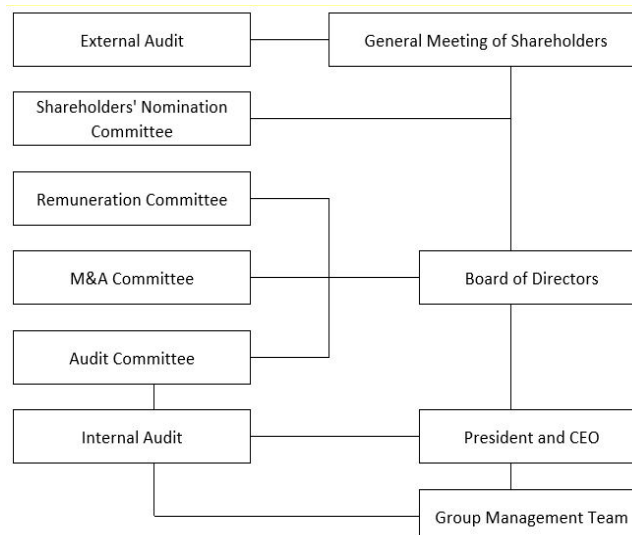 External Audit
General Meeting of Shareholders
Shareholders' Nomination
Committee
Remuneration Committee
M&A Committee
Board of Directors
Audit Committee
Internal Audit
President and CEO
Group Management Team